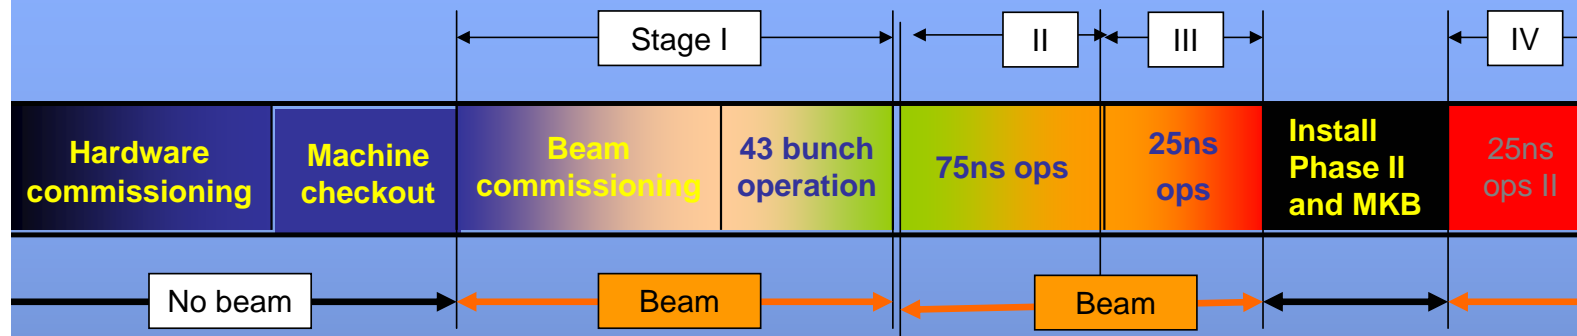 Stage I
II
III
IV
Hardware
commissioning
Machine
checkout
Beam
commissioning
43 bunch
operation
75ns ops
25ns
ops
Install
Phase II
and MKB
25ns
ops II
No beam
Beam
Beam